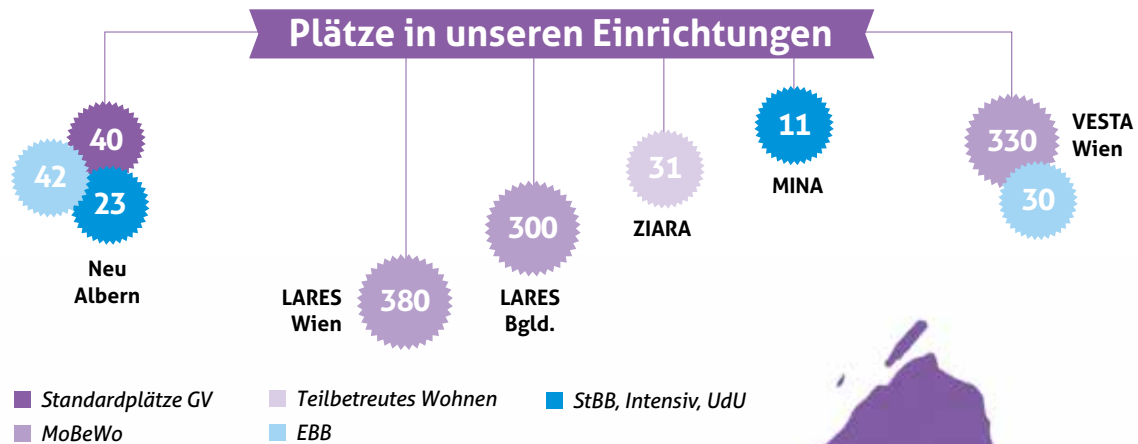 Plätze in unseren Einrichtungen
40
42
23
Neu
Albern
LARES
Wien
380
300
LARES
Bgld.
31
ZIARA
11
MINA
330
30
VESTA
Wien
Standardplätze GV
MoBeWo
Teilbetreutes Wohnen
EBB
StBB, Intensiv, UdU